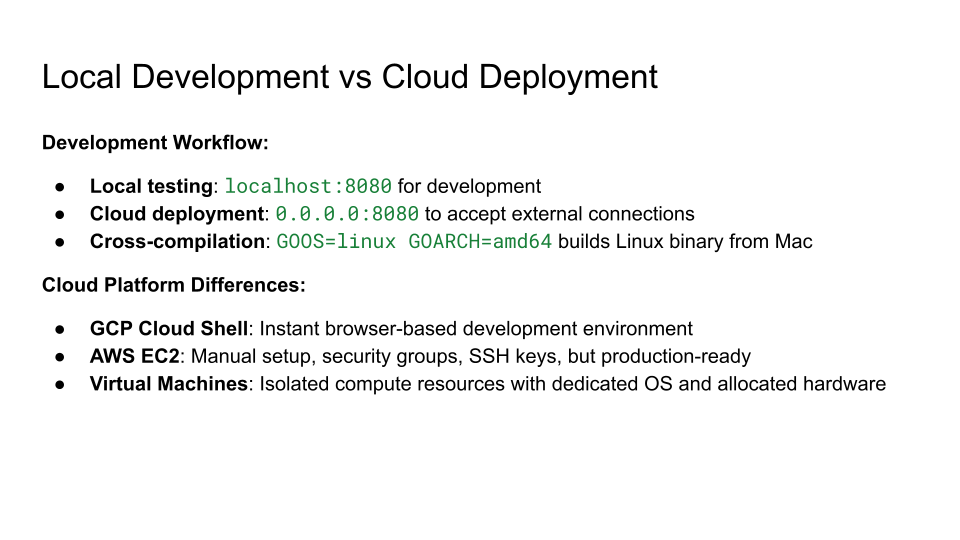 Local Development vs Cloud Deployment
Development Workflow:
● Local testing: localhost:8080 for development
● Cloud deployment: 0.0.0.0:8080 to accept external connections
● Cross-compilation: GOOS=linux GOARCH=amd64 builds Linux binary from Mac
Cloud Platform Differences:
● GCP Cloud Shell: Instant browser-based development environment
● AWS EC2: Manual setup, security groups, SSH keys, but production-ready
● Virtual Machines: Isolated compute resources with dedicated OS and allocated hardware